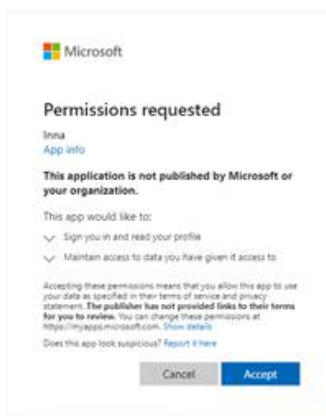 Microsoft
Permissions requested
Inna
App info
This application is not published by Microsoft or
your organization.
This app would like to:
Sign you in and read your profile
Maintain access to data you have given it access to
Accepting these permissions means that you allow this app to use
your data as specified in their terms of service and privacy
statement. The publisher has not provided links to their terms
for you to review. You can change these permissions at
https://myapps.microsoft.com. Show details
Does this app look suspicious? Report it here
Cancel Accept